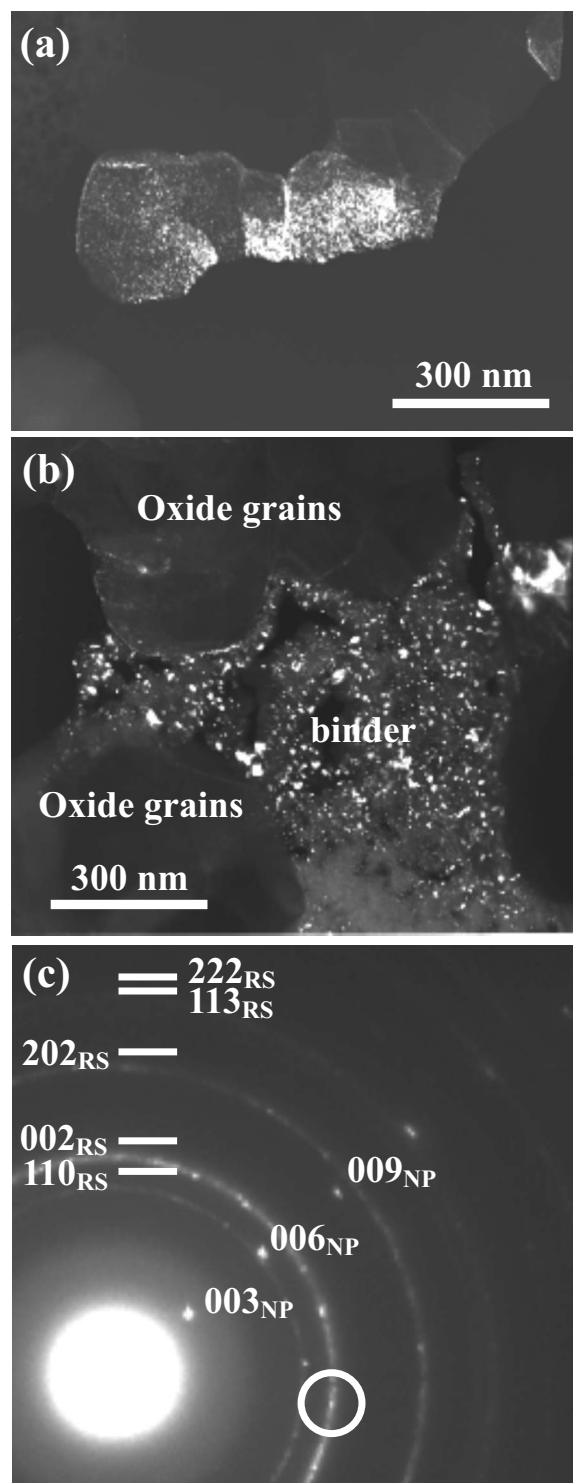 (a)
300 nm
(b)
Oxide grains
binder
Oxide grains
300 nm
(c)
222RS
113RS
202RS
002RS
110RS
009NP
006NP
003NP